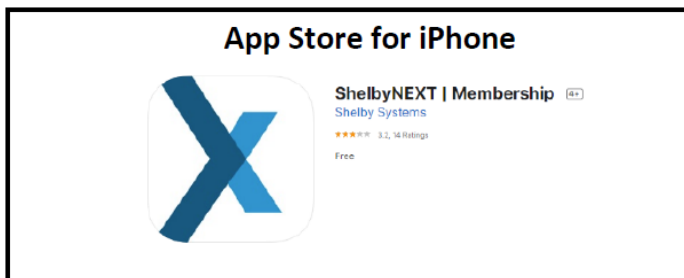 App Store for iPhone
ShelbyNEXT | Membership 4+
Shelby Systems
3.2, 14 Ratings
Free